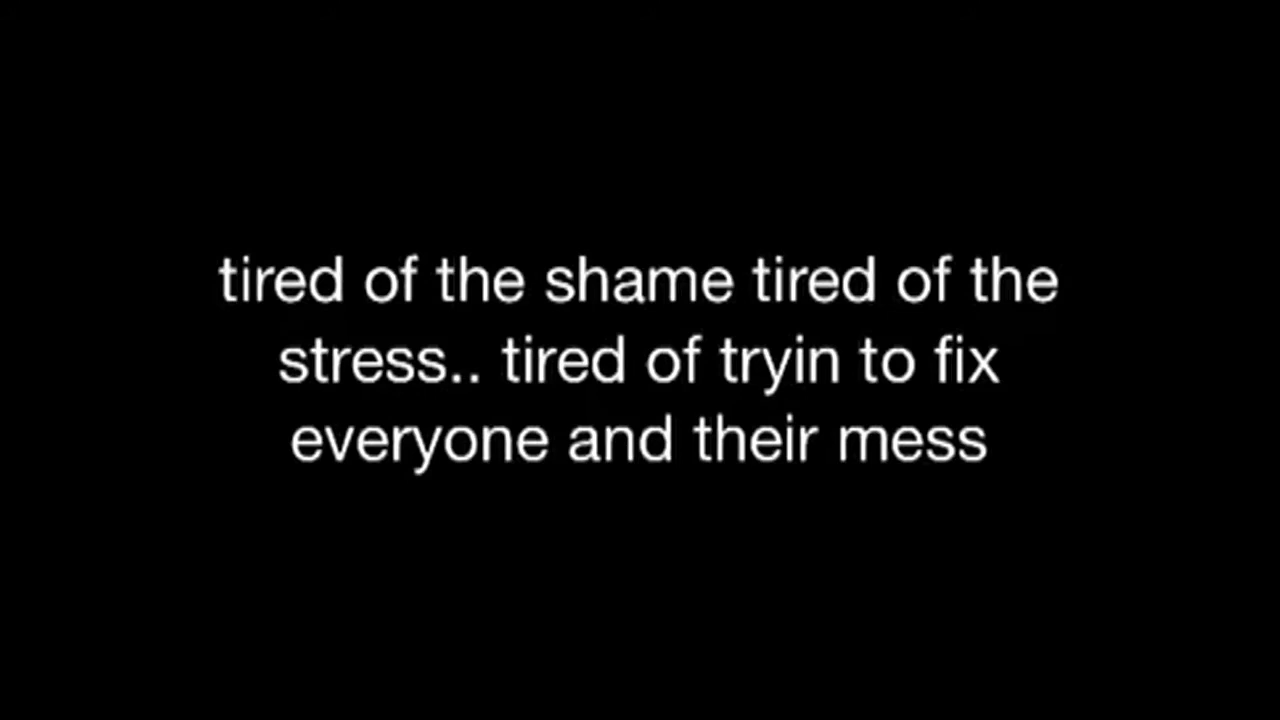 tired of the shame tired of the
stress.. tired of tryin to fix
everyone and their mess